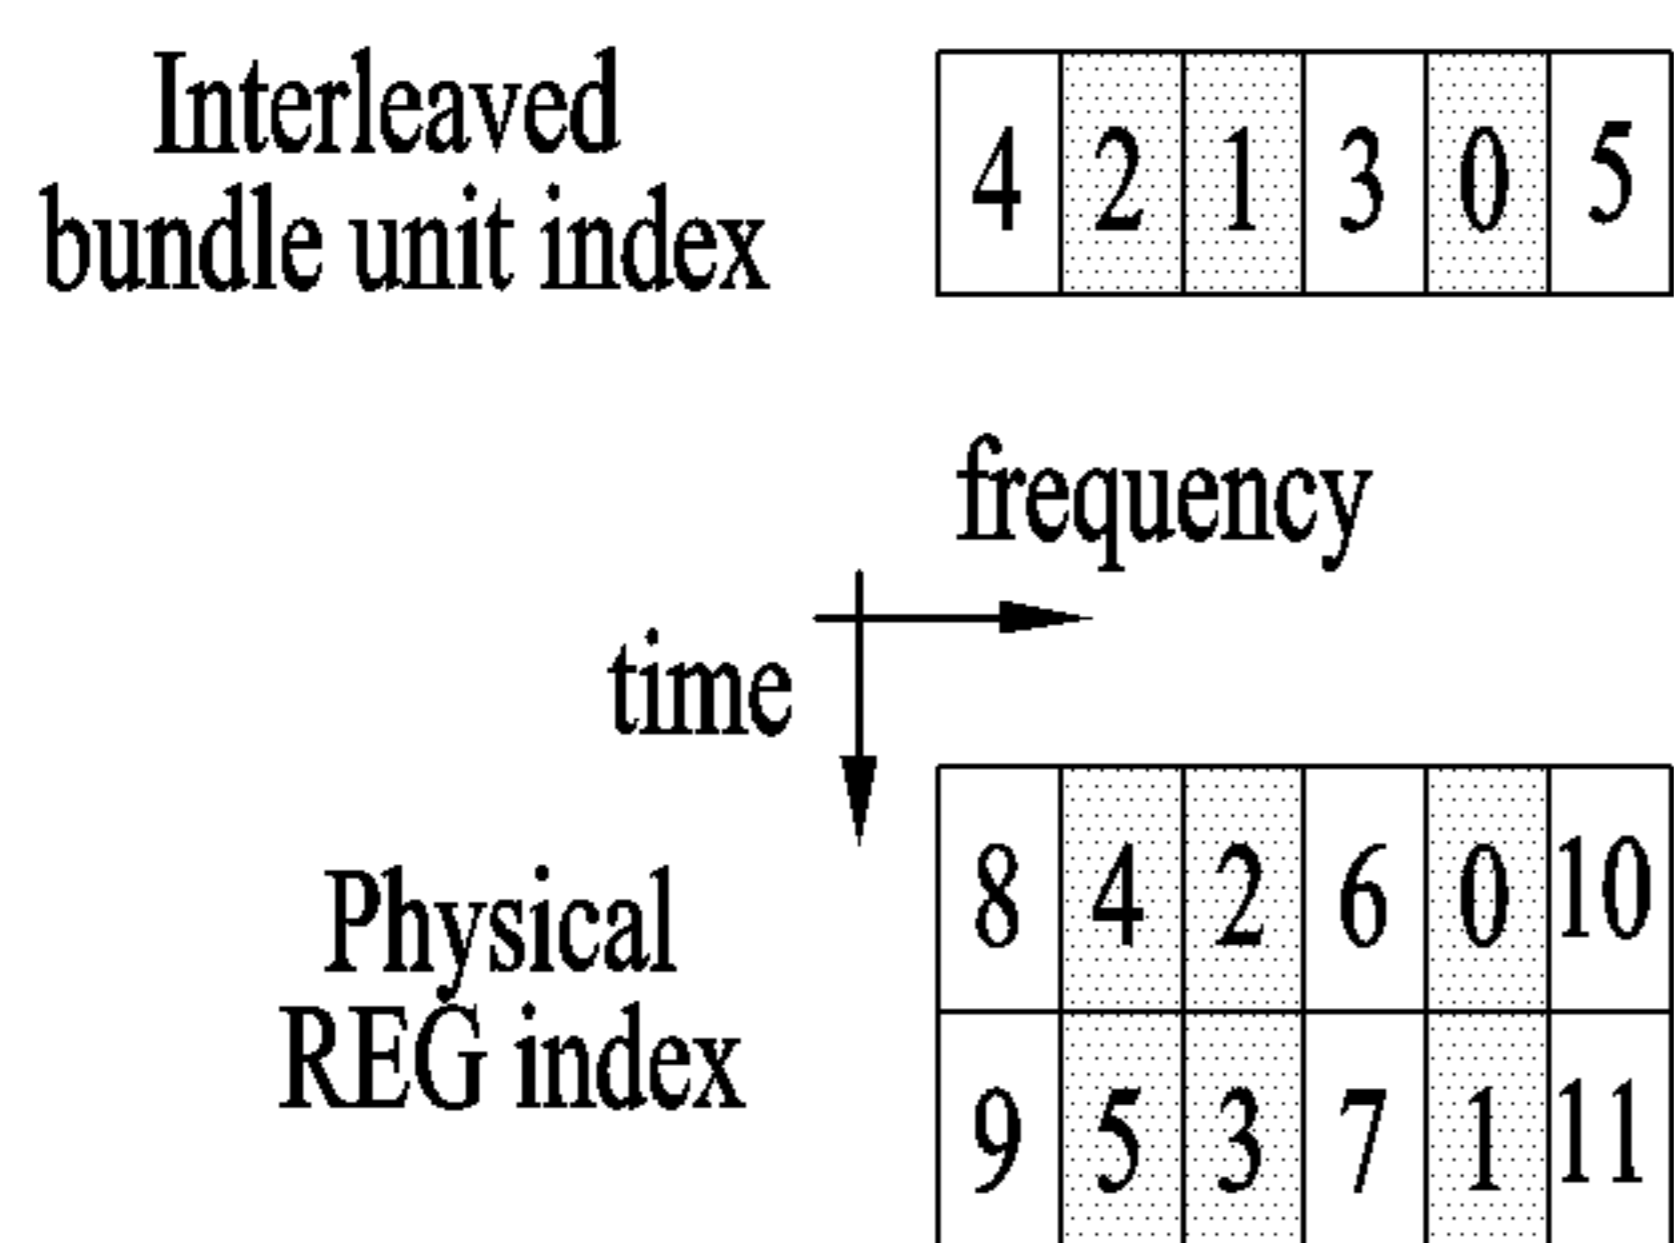 Interleaved
bundle unit index
4 2 1 3 0 5
frequency
time
Physical
REG index
8 4 2 6 0 10
9 5 3 7 1 11